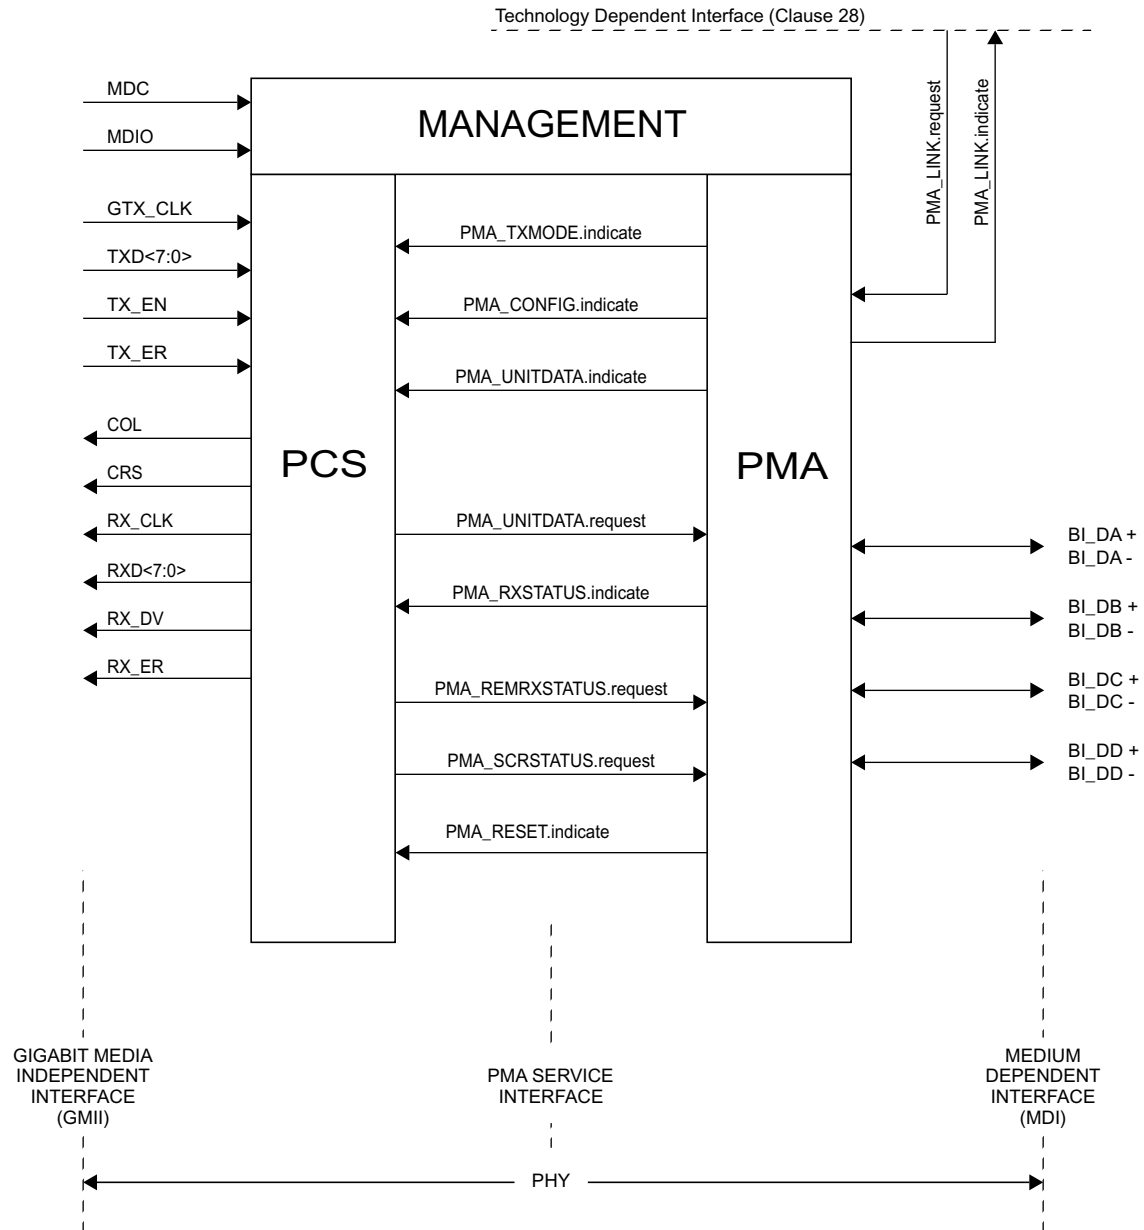 Technology Dependent Interface (Clause 28)
PMA_LINK.request
PMA_LINK.indicate
MDC
MDIO
MANAGEMENT
GTX_CLK
TXD<7:0>
TX_EN
TX_ER
COL
CRS
RX_CLK
RXD<7:0>
RX_DV
RX_ER
PCS
PMA_TXMODE.indicate
PMA_CONFIG.indicate
PMA_UNITDATA.indicate
PMA_UNITDATA.request
PMA_RXSTATUS.indicate
PMA_REMRXSTATUS.request
PMA_SCRSTATUS.request
PMA_RESET.indicate
PMA
BI_DA +
BI_DA -
BI_DB +
BI_DB -
BI_DC +
BI_DC -
BI_DD +
BI_DD -
GIGABIT MEDIA
INDEPENDENT
INTERFACE
(GMII)
PMA SERVICE
INTERFACE
MEDIUM
DEPENDENT
INTERFACE
(MDI)
PHY